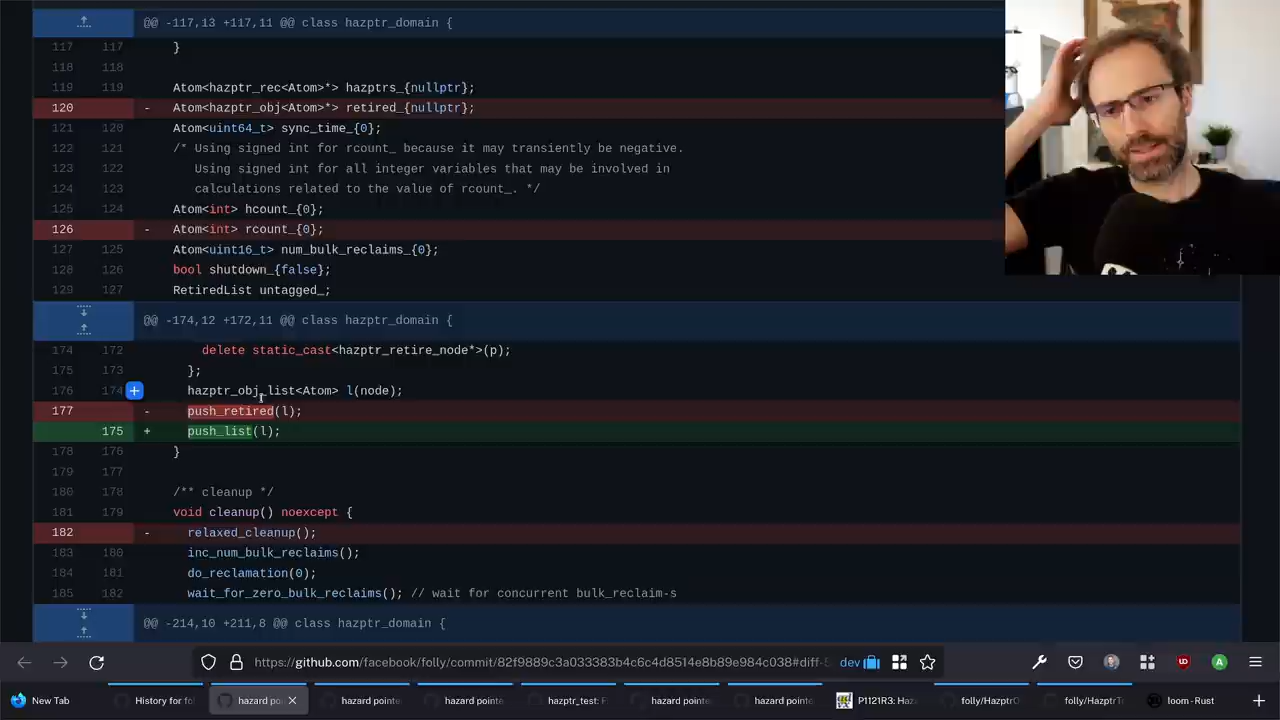 @@ -117,13 +117,11 @@ class hazptr_domain {
117 117 }
118 118
119 119 Atom<hazptr_rec<Atom>*> hazptrs_{nullptr};
120 - Atom<hazptr_obj<Atom>*> retired_{nullptr};
121 120 Atom<uint64_t> sync_time_{0};
122 121 /* Using signed int for rcount_ because it may transiently be negative.
123 122 Using signed int for all integer variables that may be involved in
124 123 calculations related to the value of rcount_. */
125 124 Atom<int> hcount_{0};
126 - Atom<int> rcount_{0};
127 125 Atom<uint16_t> num_bulk_reclaims_{0};
128 126 bool shutdown_{false};
129 127 RetiredList untagged_;
@@ -174,12 +172,11 @@ class hazptr_domain {
174 172 delete static_cast<hazptr_retire_node*>(p);
175 173 };
176 174 + hazptr_obj_list<Atom> l(node);
177 - push_retired(l);
175 + push_list(l);
178 176 }
179 177
180 178 /** cleanup */
181 179 void cleanup() noexcept {
182 - relaxed_cleanup();
183 180 inc_num_bulk_reclaims();
184 181 do_reclamation(0);
185 182 wait_for_zero_bulk_reclaims(); // wait for concurrent bulk_reclaim-s
@@ -214,10 +211,8 @@ class hazptr_domain {
https://github.com/facebook/folly/commit/82f9889c3a033383b4c6c4d8514e8b89e984c038#diff- dev
New Tab
History for fol
hazard po
hazard pointe
hazard pointe
hazptr_test: F
hazard pointe
hazard pointe
P1121R3: Haz
folly/HazptrO
folly/HazptrTh
loom - Rust